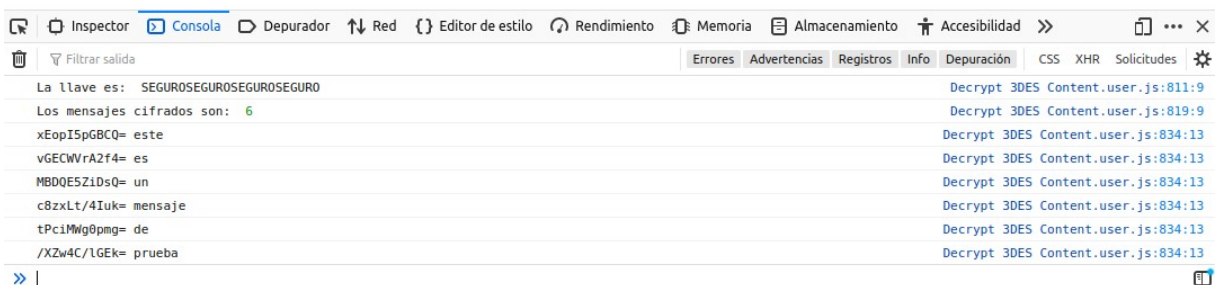 Inspector Consola Depurador Red Editor de estilo Rendimiento Memoria Almacenamiento Accesibilidad
Filtrar salida Errores Advertencias Registros Info Depuración CSS XHR Solicitudes
La llave es: SEGUROSEGUROSEGUROSEGURO Decrypt 3DES Content.user.js:811:9
Los mensajes cifrados son: 6 Decrypt 3DES Content.user.js:819:9
xEopI5pGBCQ= este Decrypt 3DES Content.user.js:834:13
vGECWVrA2f4= es Decrypt 3DES Content.user.js:834:13
MBDQE5ZiDsQ= un Decrypt 3DES Content.user.js:834:13
c8zxLt/4Iuk= mensaje Decrypt 3DES Content.user.js:834:13
tPciMWg0pmg= de Decrypt 3DES Content.user.js:834:13
/XZw4C/lGEk= prueba Decrypt 3DES Content.user.js:834:13